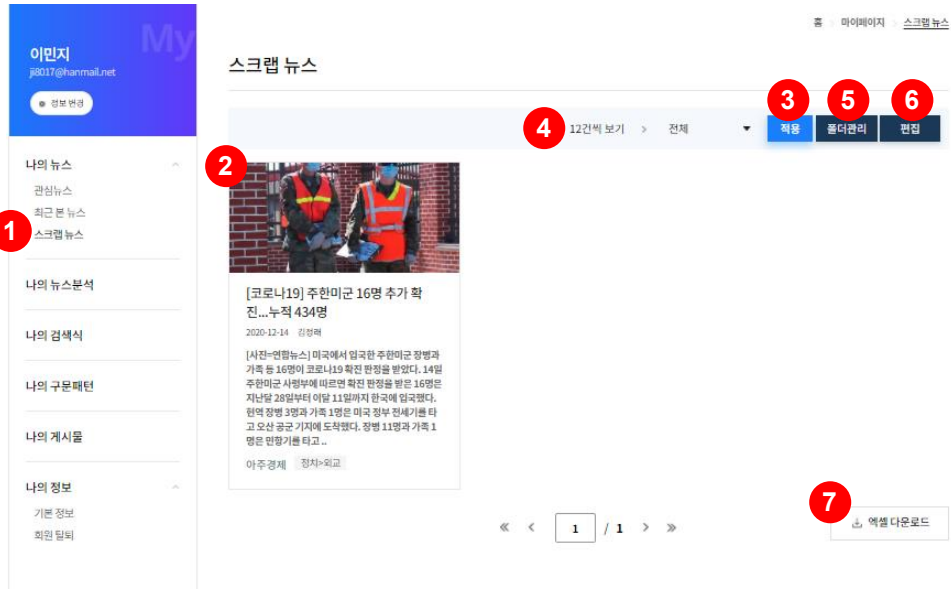 홈 > 마이페이지 > 스크랩 뉴스
My
이민지
ji8017@hanmail.net
정보변경
나의 뉴스
관심뉴스
최근 본 뉴스
1
스크랩 뉴스
나의 뉴스분석
나의 검색식
나의 구문패턴
나의 게시물
나의 정보
기본 정보
회원 탈퇴
스크랩 뉴스
4 12건씩 보기 > 전체 3 적용 5 폴더관리 6 편집
2
[코로나19] 주한미군 16명 추가 확
진...누적 434명
2020-12-14 김정래
[사진=연합뉴스] 미국에서 입국한 주한미군 장병과
가족 등 16명이 코로나19 확진 판정을 받았다. 14일
주한미군 사령부에 따르면 확진 판정을 받은 16명은
지난달 28일부터 이달 11일까지 한국에 입국했다.
현역 장병 3명과 가족 1명은 미국 정부 전세기를 타
고 오산 공군 기지에 도착했다. 장병 11명과 가족 1
명은 민항기를 타고 ..
아주경제 정치>외교
« < 1 / 1 > »
7
엑셀 다운로드